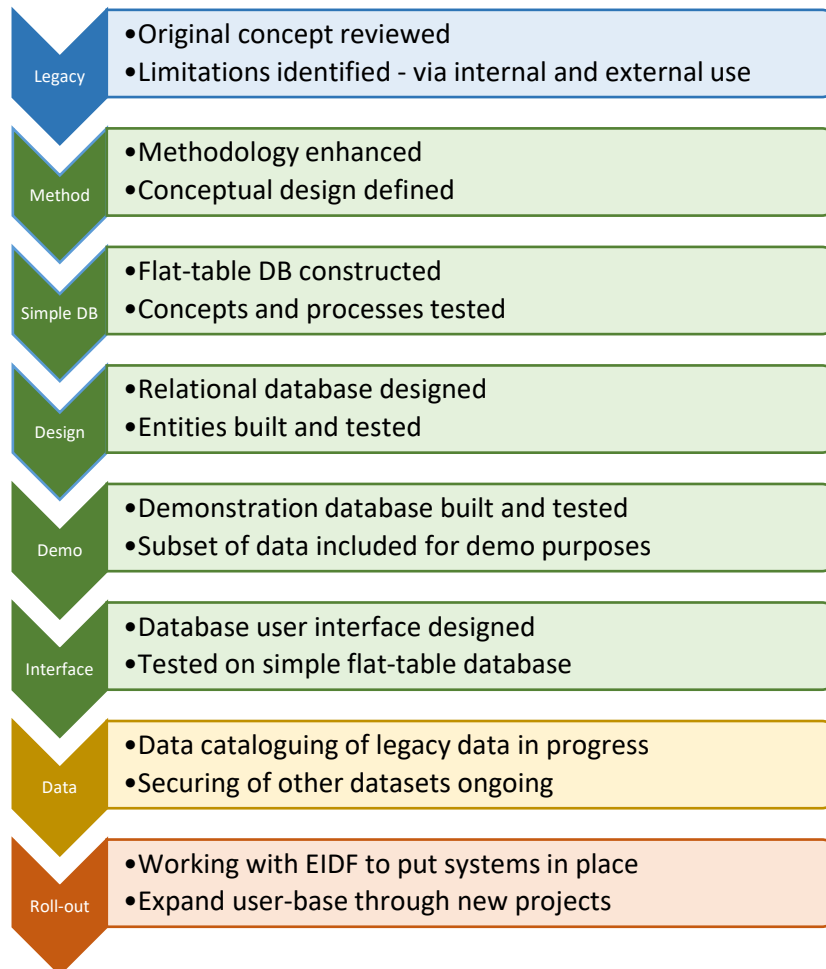 Legacy
•Original concept reviewed
•Limitations identified - via internal and external use
Method
•Methodology enhanced
•Conceptual design defined
Simple DB
•Flat-table DB constructed
•Concepts and processes tested
Design
•Relational database designed
•Entities built and tested
Demo
•Demonstration database built and tested
•Subset of data included for demo purposes
Interface
•Database user interface designed
•Tested on simple flat-table database
Data
•Data cataloguing of legacy data in progress
•Securing of other datasets ongoing
Roll-out
•Working with EIDF to put systems in place
•Expand user-base through new projects